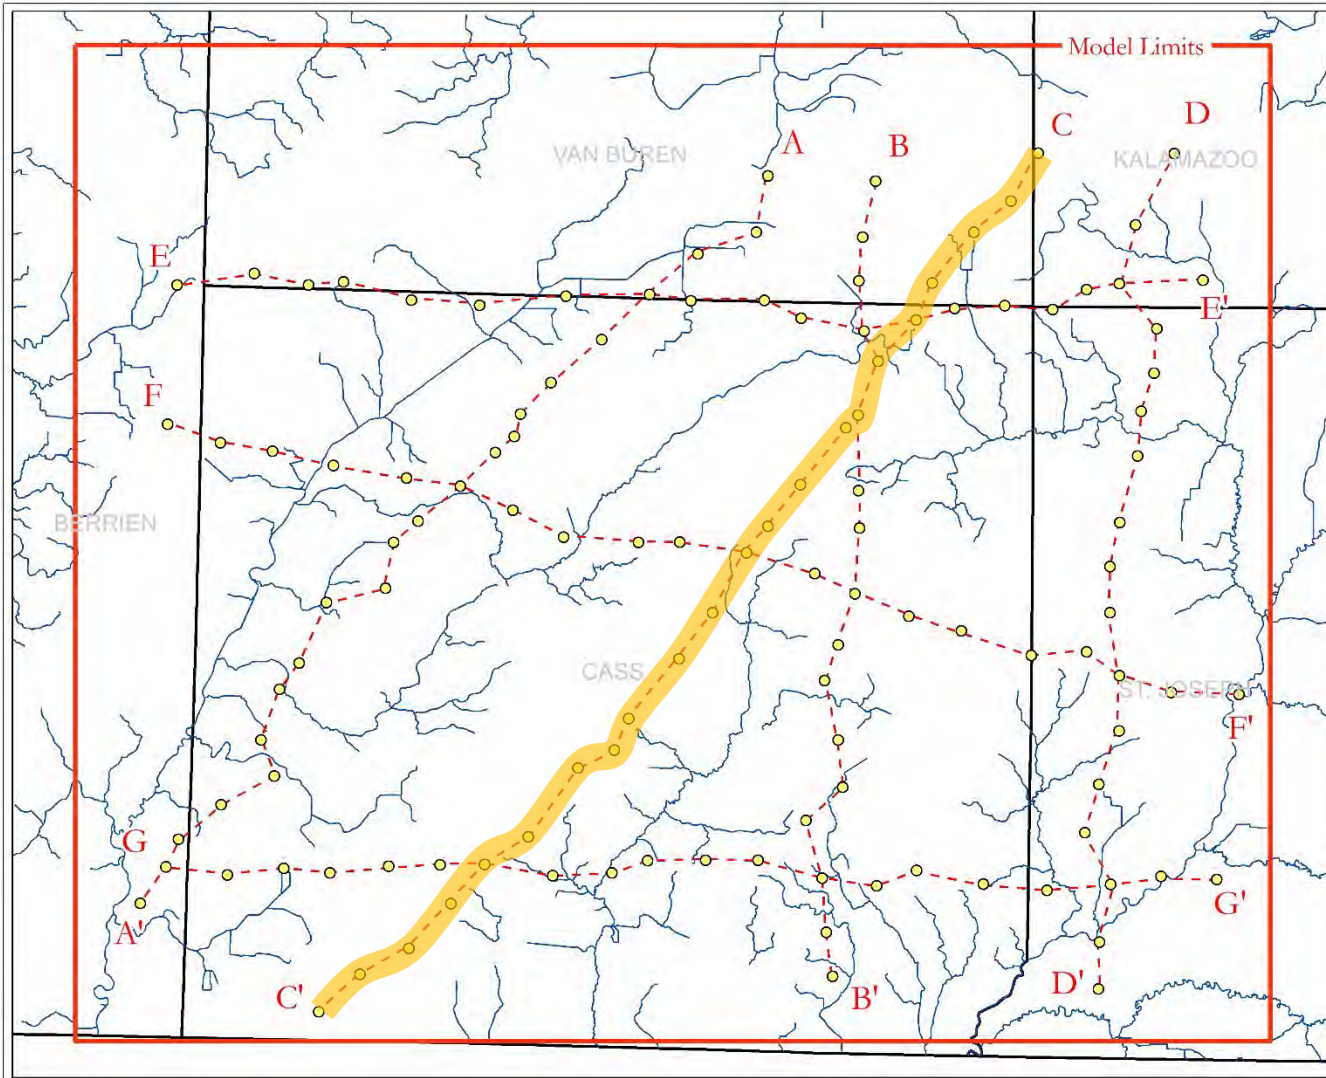 Model Limits
D
C
A
B
VAN BUREN
KALAMAZOO
E
E'
F
BERRIEN
CASS
ST. JOSEPH
F'
G
G'
A'
C'
B'
D'